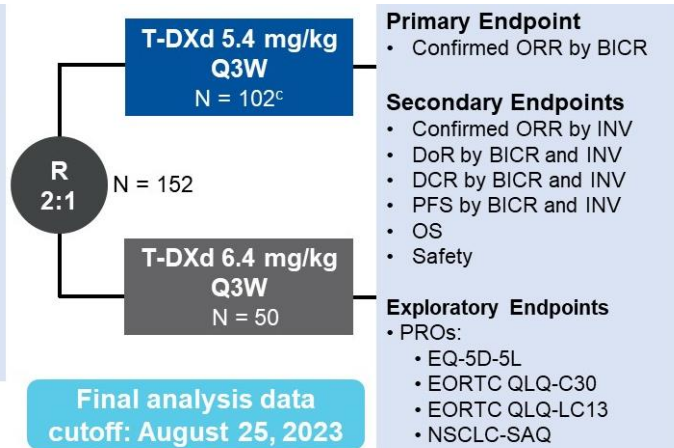 T-DXd 5.4 mg/kg
Q3W
N = 102ᶜ
R
2:1
N = 152
T-DXd 6.4 mg/kg
Q3W
N = 50
Final analysis data
cutoff: August 25, 2023
Primary Endpoint
• Confirmed ORR by BICR
Secondary Endpoints
• Confirmed ORR by INV
• DoR by BICR and INV
• DCR by BICR and INV
• PFS by BICR and INV
• OS
• Safety
Exploratory Endpoints
• PROs:
• EQ-5D-5L
• EORTC QLQ-C30
• EORTC QLQ-LC13
• NSCLC-SAQ